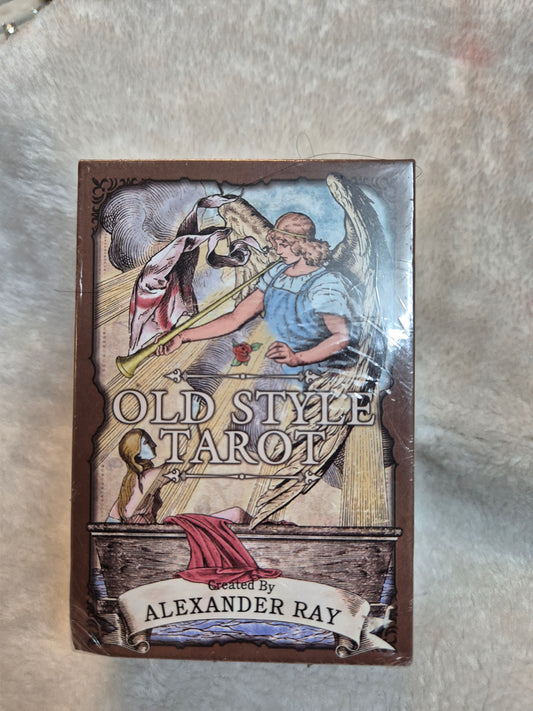 OLD STYLE
TAROT
Created By
ALEXANDER RAY